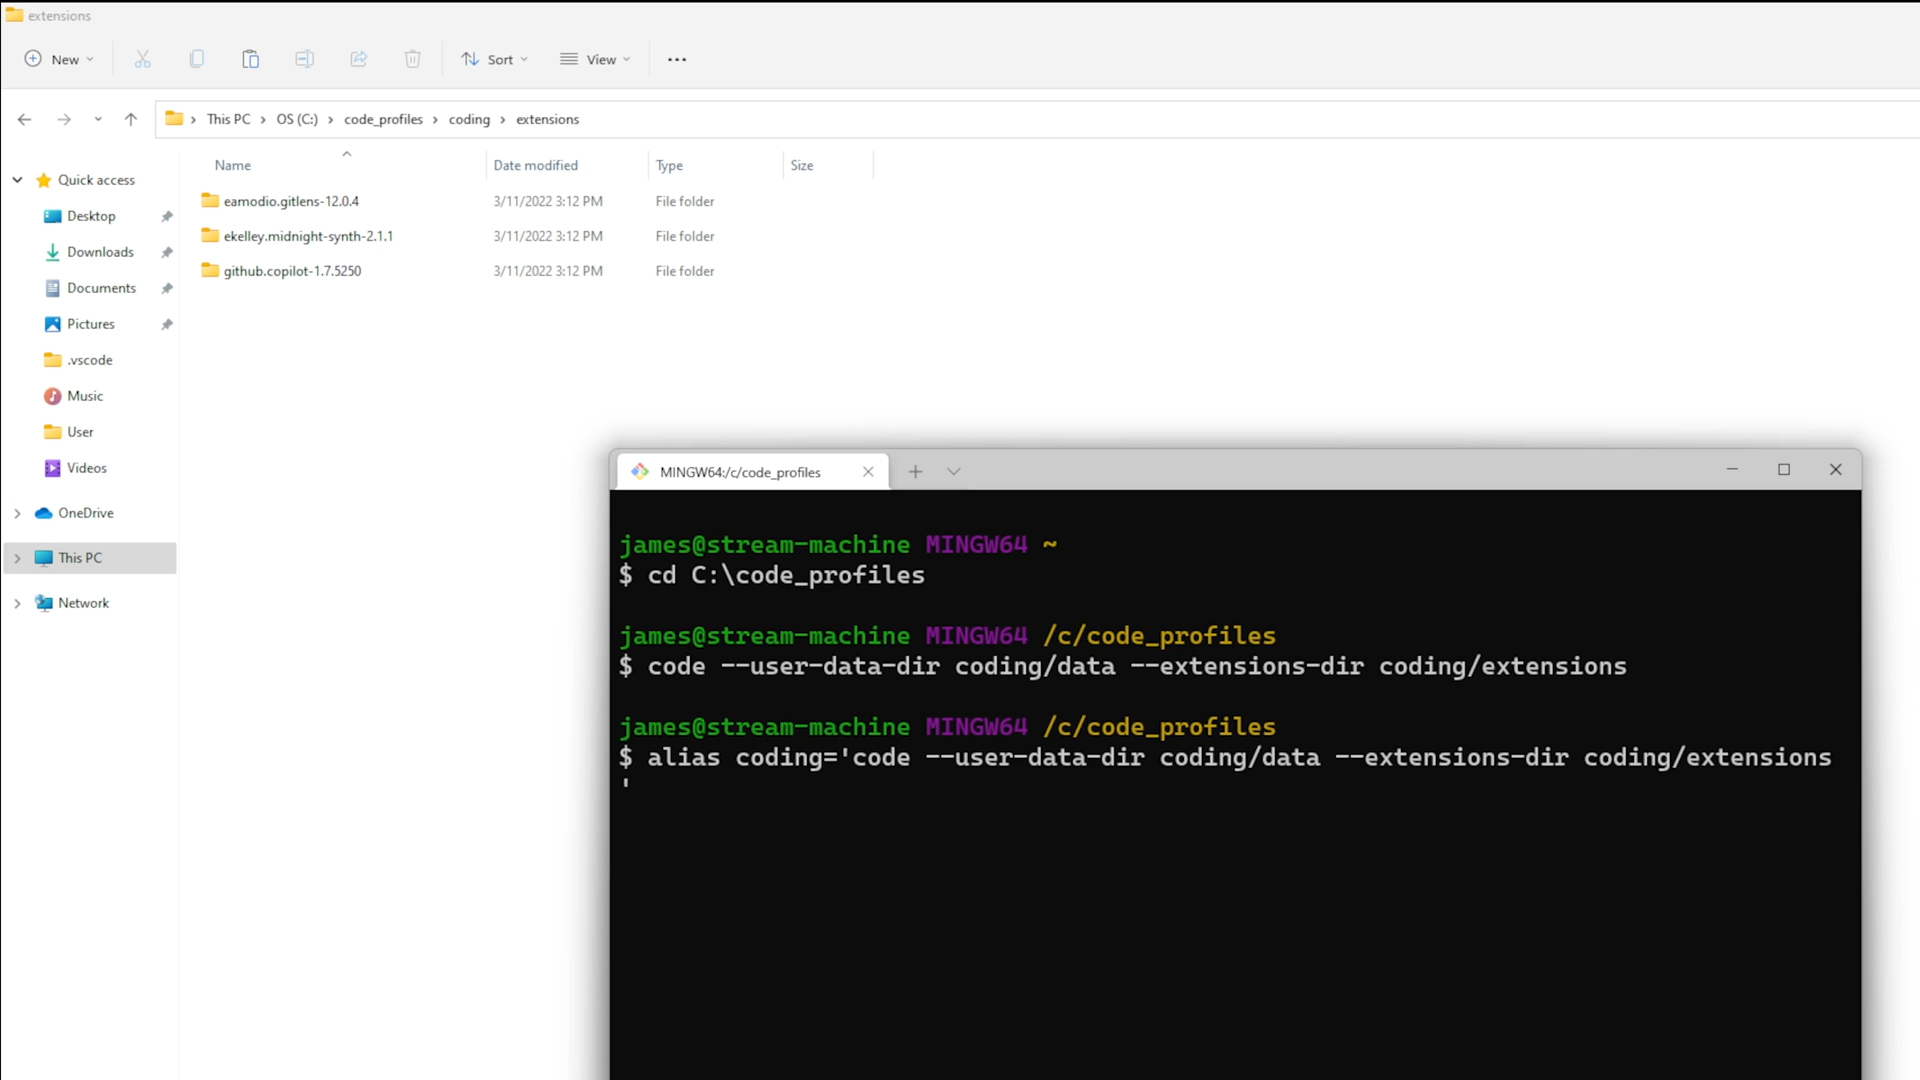 extensions
New
Sort
View
This PC > OS (C:) > code_profiles > coding > extensions
Name Date modified Type Size
Quick access
Desktop
Downloads
Documents
Pictures
.vscode
Music
User
Videos
OneDrive
This PC
Network
eamodio.gitlens-12.0.4 3/11/2022 3:12 PM File folder
ekelley.midnight-synth-2.1.1 3/11/2022 3:12 PM File folder
github.copilot-1.7.5250 3/11/2022 3:12 PM File folder
MINGW64:/c/code_profiles
james@stream-machine MINGW64 ~
$ cd C:\code_profiles
james@stream-machine MINGW64 /c/code_profiles
$ code --user-data-dir coding/data --extensions-dir coding/extensions
james@stream-machine MINGW64 /c/code_profiles
$ alias coding='code --user-data-dir coding/data --extensions-dir coding/extensions
'